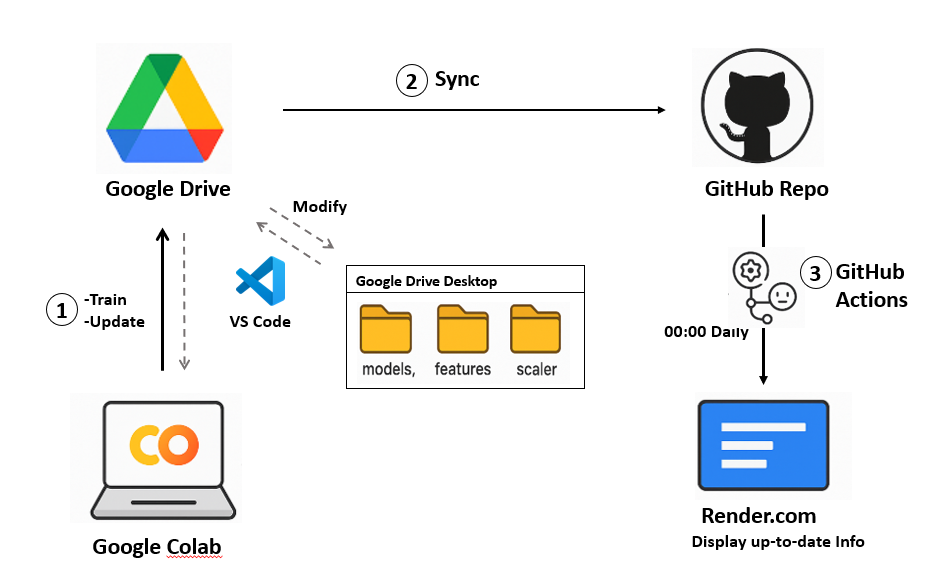 2 Sync
Google Drive
GitHub Repo
Modify
1 -Train
-Update
VS Code
Google Drive Desktop
models, features scaler
3 GitHub
Actions
00:00 Daily
Google Colab
Render.com
Display up-to-date Info